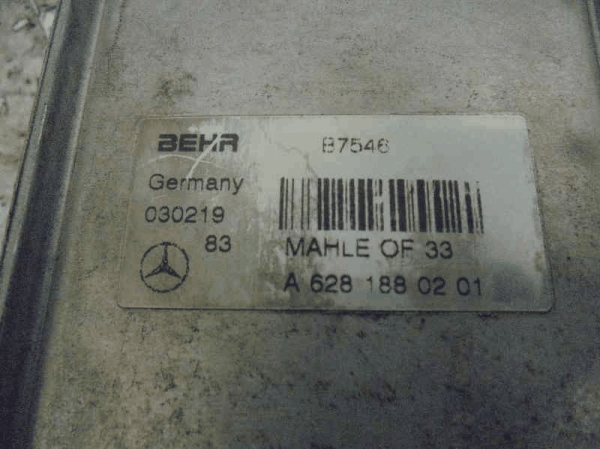 BEHR B7546
Germany
030219
83 MAHLE OF 33
A 628 188 02 01